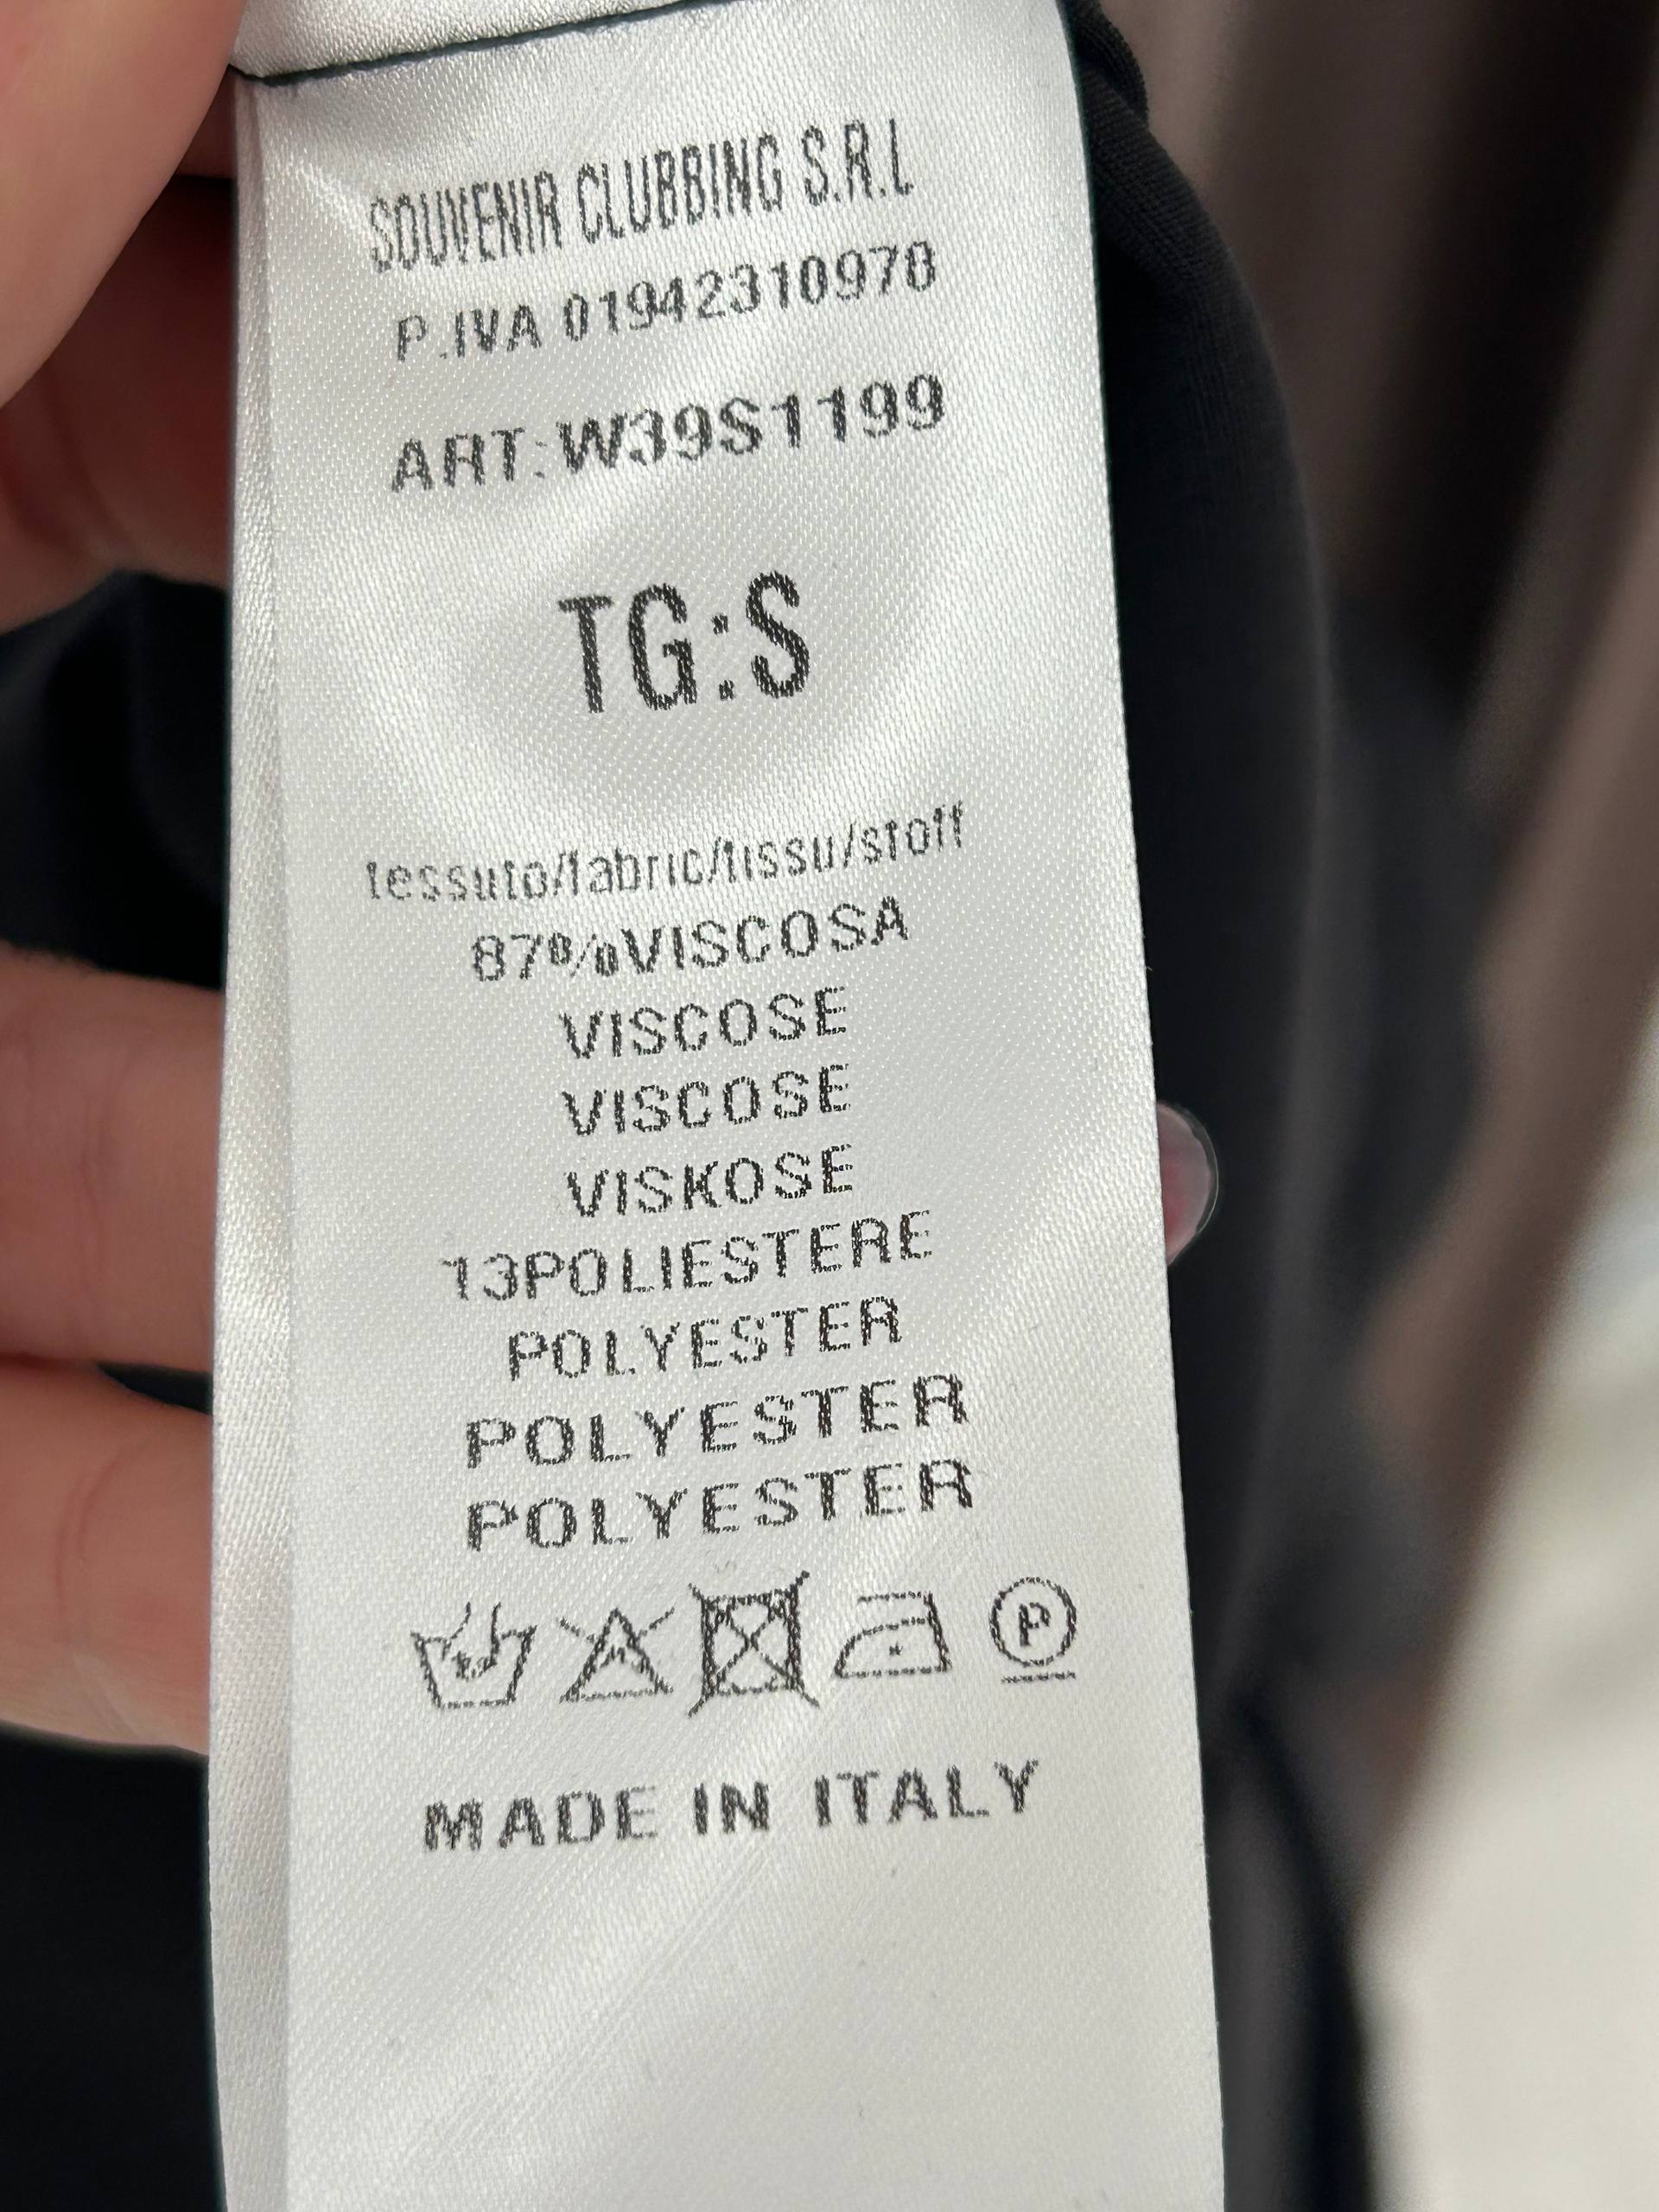 SOUVENIR CLUBBING S.R.L
P.IVA 01942310970
ART:W39S1199
TG:S
tessuto/fabric/tissu/stoff
87%VISCOSA
VISCOSE
VISCOSE
VISKOSE
13POLIESTERE
POLYESTER
POLYESTER
POLYESTER
P
MADE IN ITALY